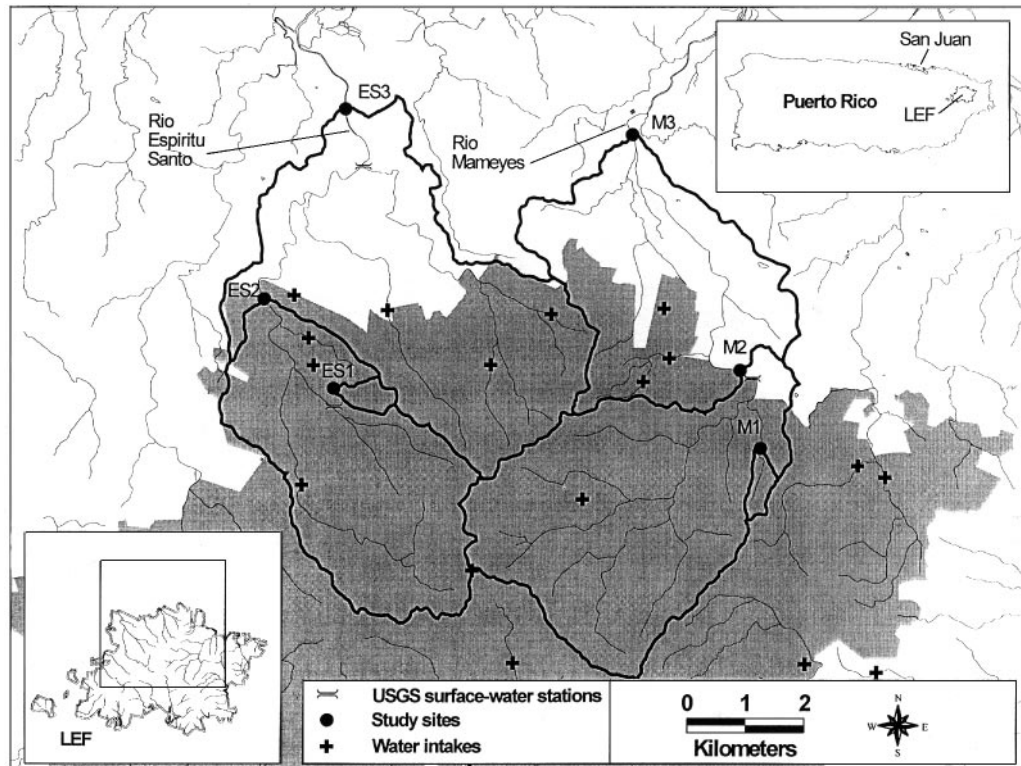 San Juan
Puerto Rico
LEF
ES3
Rio
Espiritu
Santo
Rio
Mameyes
M3
ES2
ES1
M2
M1
LEF
USGS surface-water stations
Study sites
Water intakes
0 1 2
Kilometers
N
W E
S